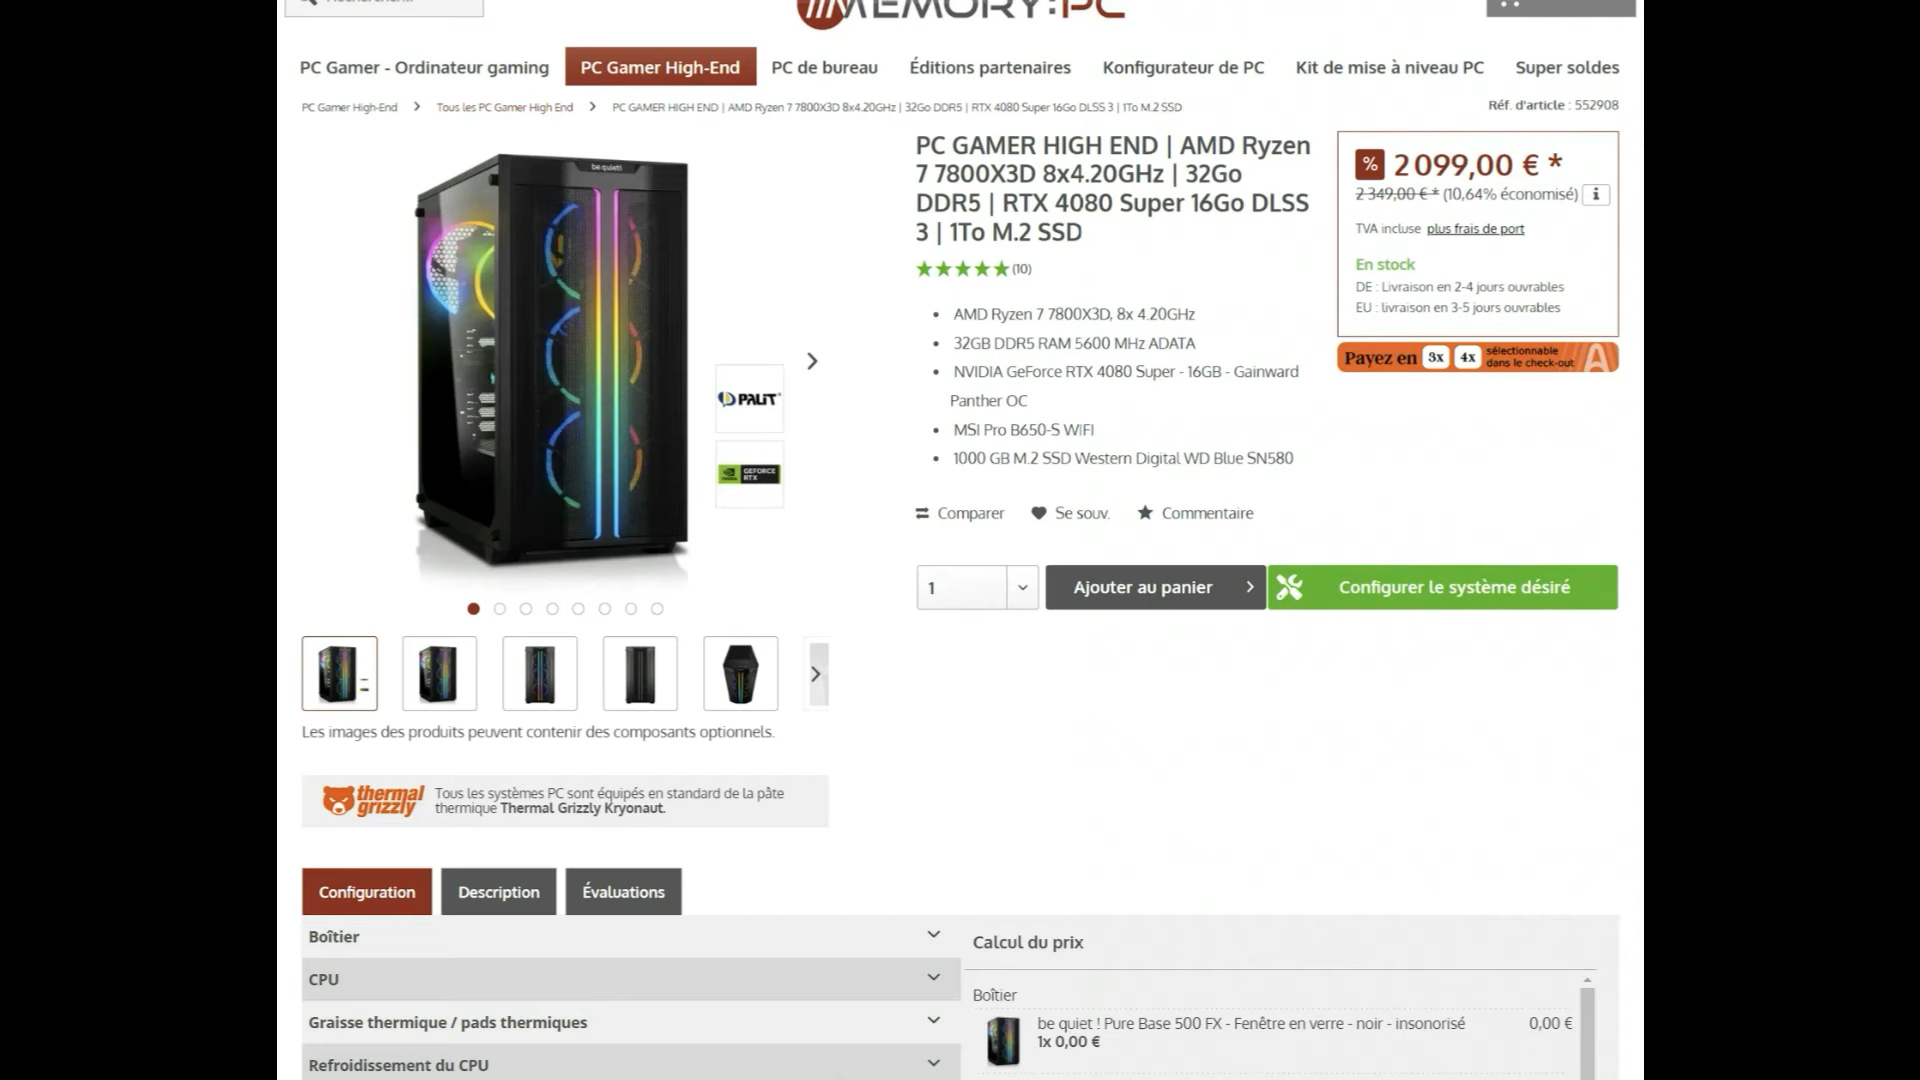 MEMORY PC
PC Gamer - Ordinateur gaming
PC Gamer High-End
PC de bureau
Éditions partenaires
Konfigurateur de PC
Kit de mise à niveau PC
Super soldes
PC Gamer High-End
Tous les PC Gamer High End
PC GAMER HIGH END | AMD Ryzen 7 7800X3D 8x4.20GHz | 32Go DDR5 | RTX 4080 Super 16Go DLSS 3 | 1To M.2 SSD
Réf. d'article : 552908
be quiet!
PALIT
GEFORCE
RTX
PC GAMER HIGH END | AMD Ryzen
7 7800X3D 8x4.20GHz | 32Go
DDR5 | RTX 4080 Super 16Go DLSS
3 | 1To M.2 SSD
(10)
AMD Ryzen 7 7800X3D, 8x 4.20GHz
32GB DDR5 RAM 5600 MHz ADATA
NVIDIA GeForce RTX 4080 Super - 16GB - Gainward
Panther OC
MSI Pro B650-S WIFI
1000 GB M.2 SSD Western Digital WD Blue SN580
Comparer
Se souv.
Commentaire
% 2 099,00 € *
2 349,00 € * (10,64% économisé) i
TVA incluse plus frais de port
En stock
DE : Livraison en 2-4 jours ouvrables
EU : livraison en 3-5 jours ouvrables
Payez en 3x 4x
sélectionnable
dans le check-out
1
Ajouter au panier
Configurer le système désiré
Les images des produits peuvent contenir des composants optionnels.
thermal
grizzly
Tous les systèmes PC sont équipés en standard de la pâte
thermique Thermal Grizzly Kryonaut.
Configuration
Description
Évaluations
Boîtier
CPU
Graisse thermique / pads thermiques
Refroidissement du CPU
Calcul du prix
Boîtier
be quiet ! Pure Base 500 FX - Fenêtre en verre - noir - insonorisé
0,00 €
1x 0,00 €